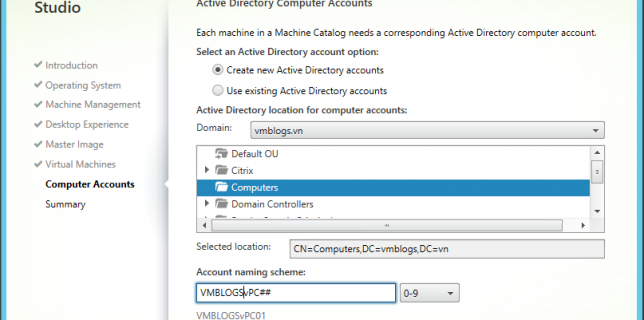 Studio
Active Directory Computer Accounts
Each machine in a Machine Catalog needs a corresponding Active Directory computer account.
Select an Active Directory account option:
Introduction
Create new Active Directory accounts
Operating System
Use existing Active Directory accounts
Machine Management
Active Directory location for computer accounts:
Desktop Experience
Domain: vmblogs.vn
Master Image
Default OU
Virtual Machines
Citrix
Computer Accounts
Computers
Summary
Domain Controllers
Selected location: CN=Computers,DC=vmblogs,DC=vn
Account naming scheme:
VMBLOGSvPC## 0-9
VMBLOGSvPC01